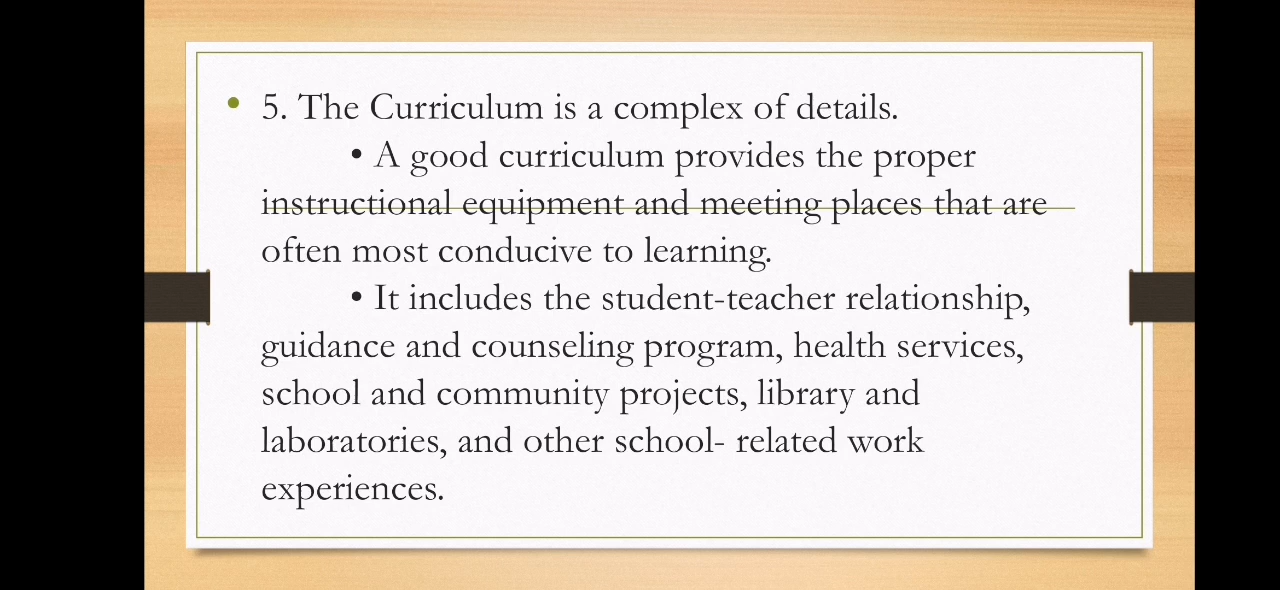 • 5. The Curriculum is a complex of details.
• A good curriculum provides the proper
instructional equipment and meeting places that are
often most conducive to learning.
• It includes the student-teacher relationship,
guidance and counseling program, health services,
school and community projects, library and
laboratories, and other school- related work
experiences.